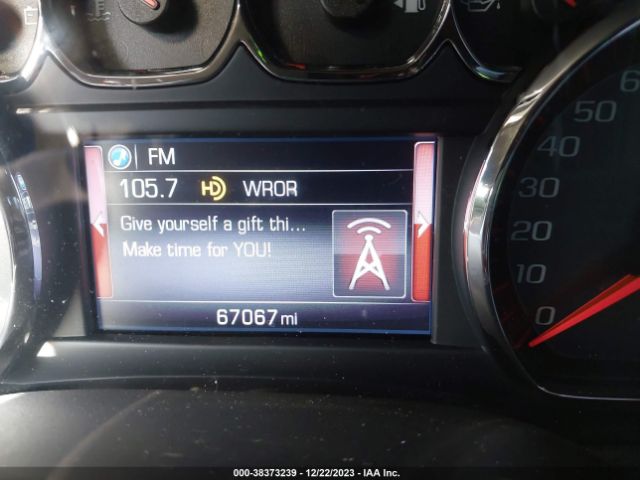 FM
105.7 HD WROR
Give yourself a gift thi...
Make time for YOU!
67067 mi
60
50
40
30
20
10
0
000-38373239 - 12/22/2023 - IAA Inc.